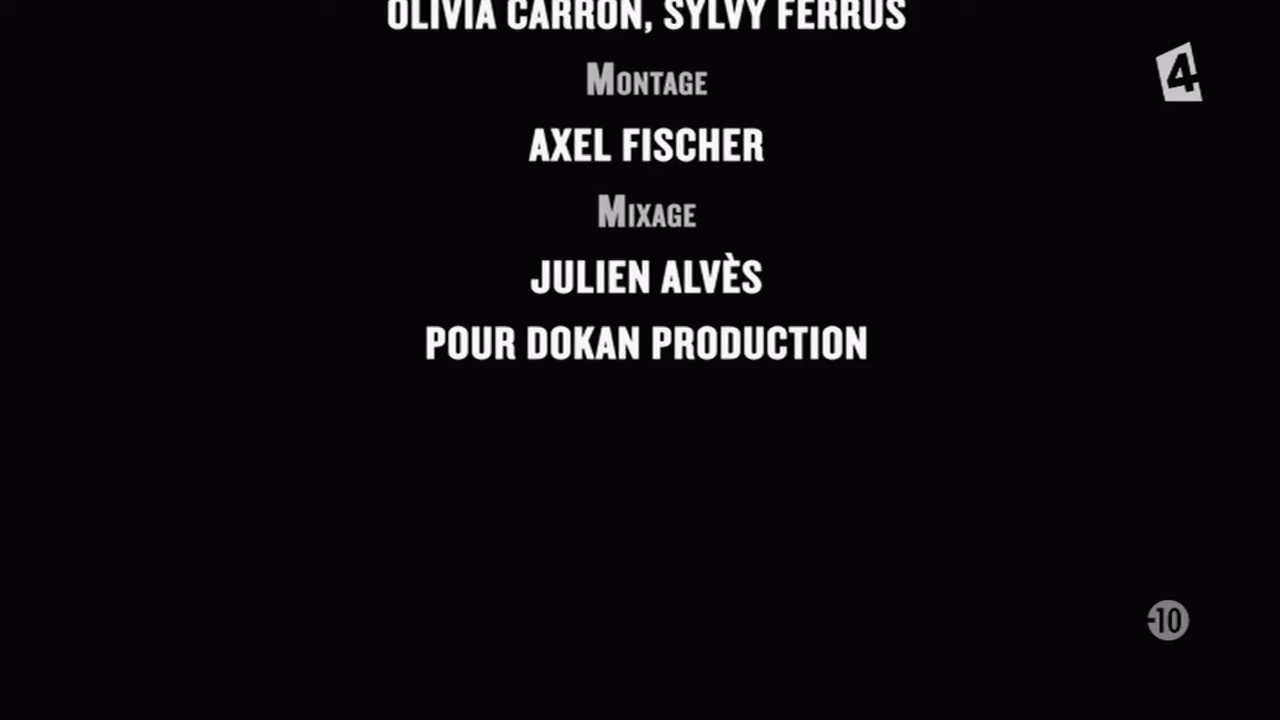 OLIVIA CARRON, SYLVY FERRUS
4
MONTAGE
AXEL FISCHER
MIXAGE
JULIEN ALVÈS
POUR DOKAN PRODUCTION
-10